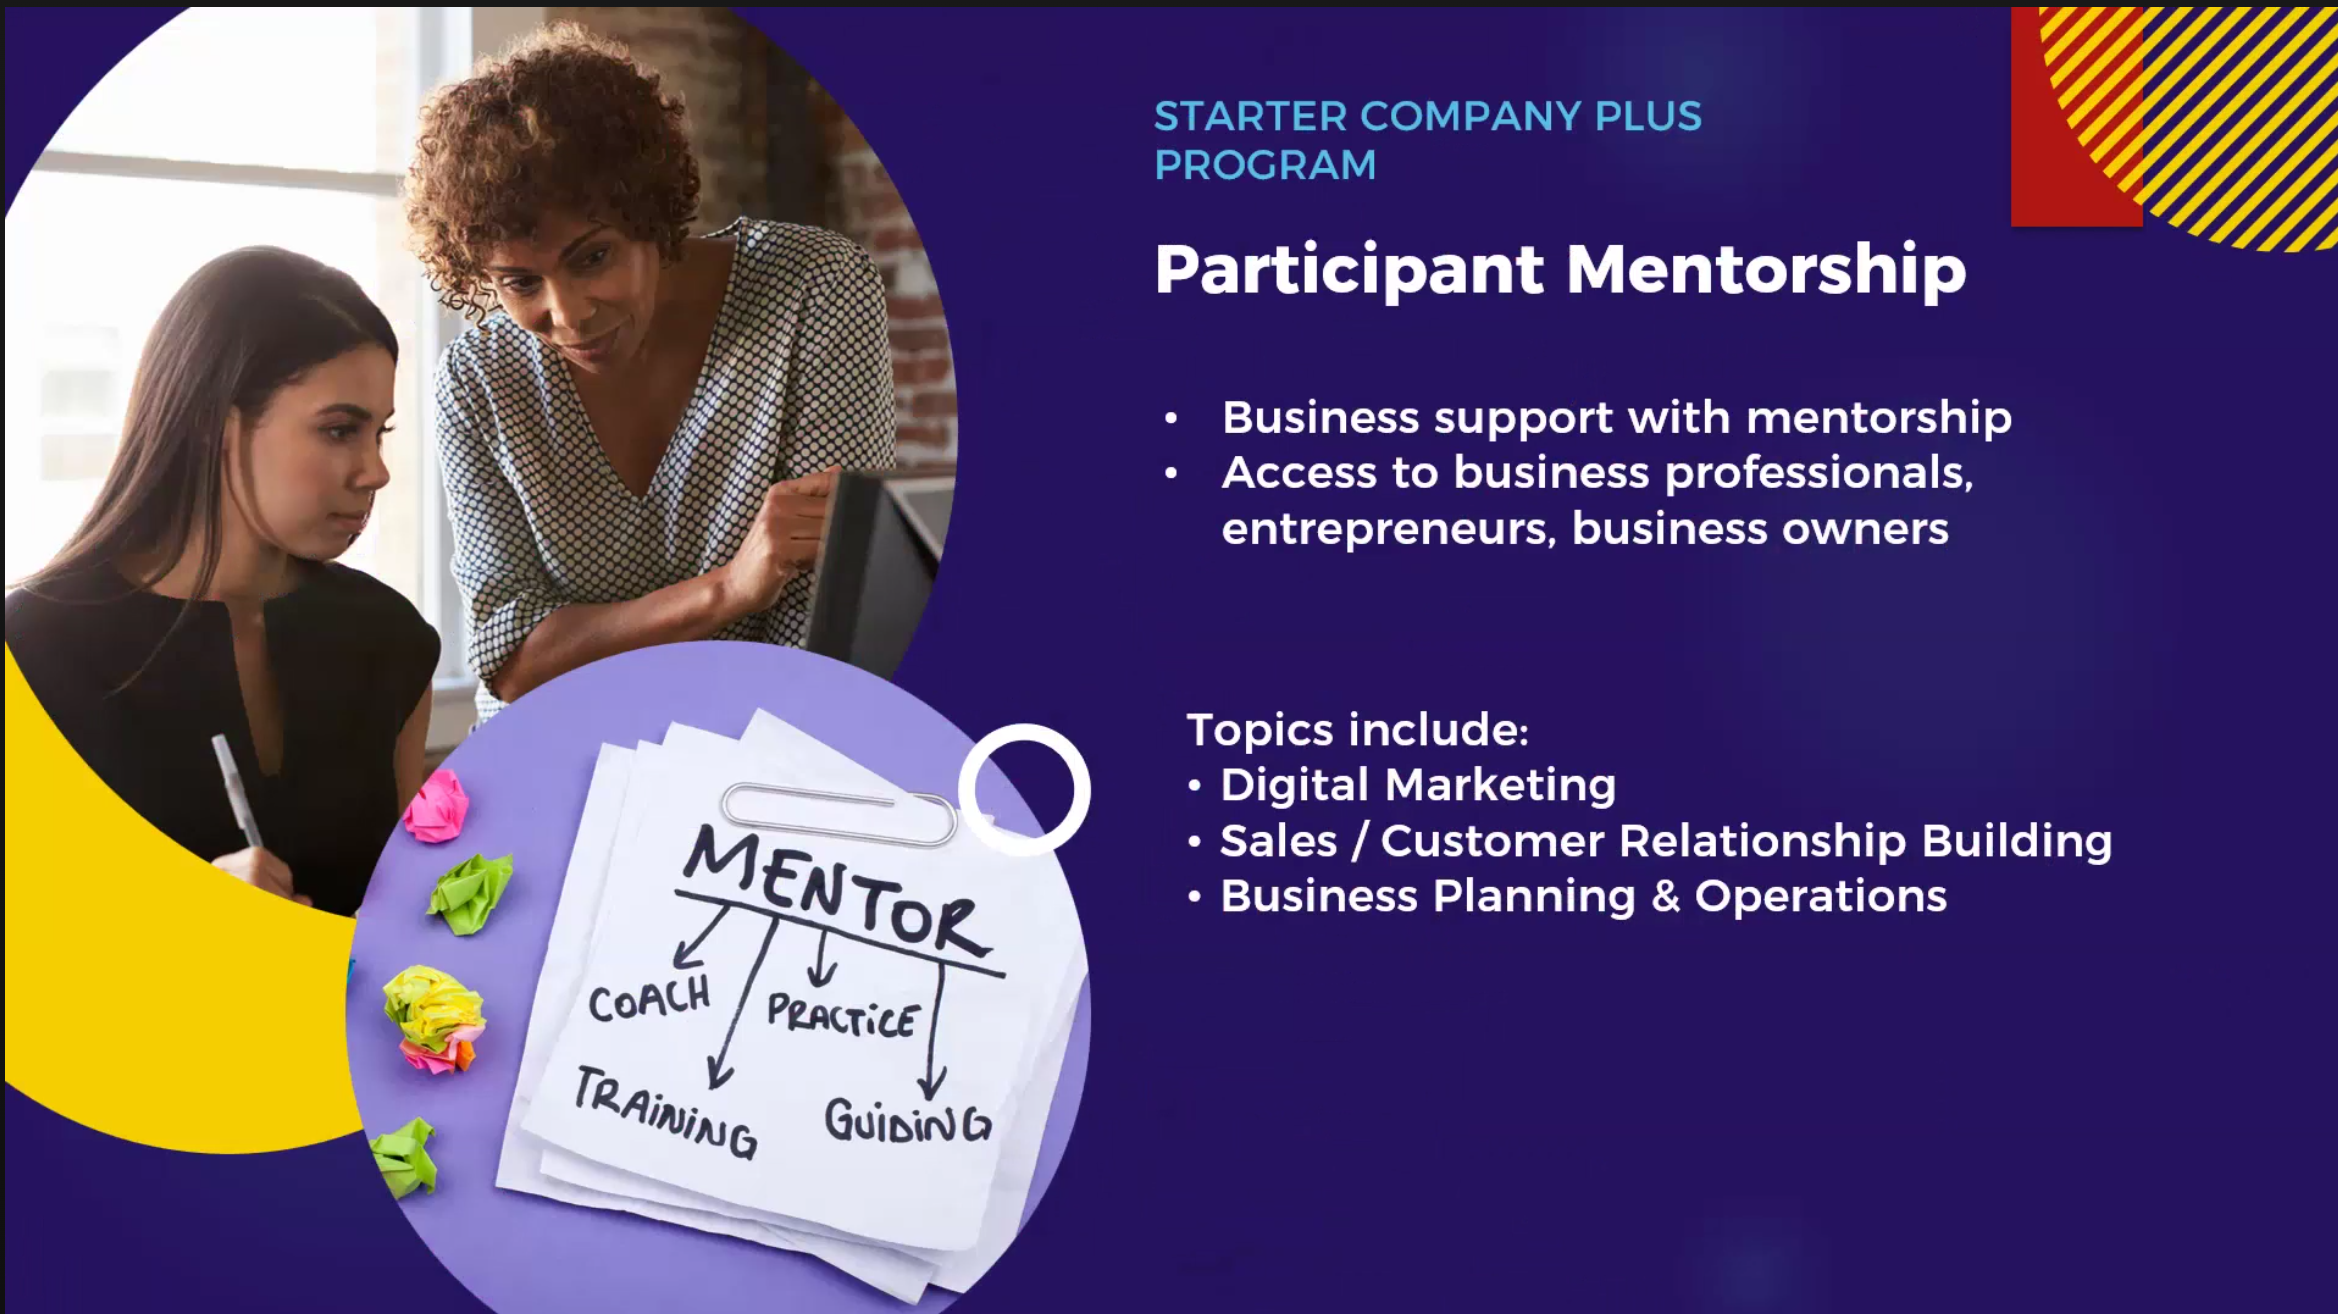 STARTER COMPANY PLUS
PROGRAM
Participant Mentorship
• Business support with mentorship
• Access to business professionals,
entrepreneurs, business owners
Topics include:
• Digital Marketing
• Sales / Customer Relationship Building
• Business Planning & Operations
MENTOR
COACH
PRACTICE
TRAINING
GUIDING